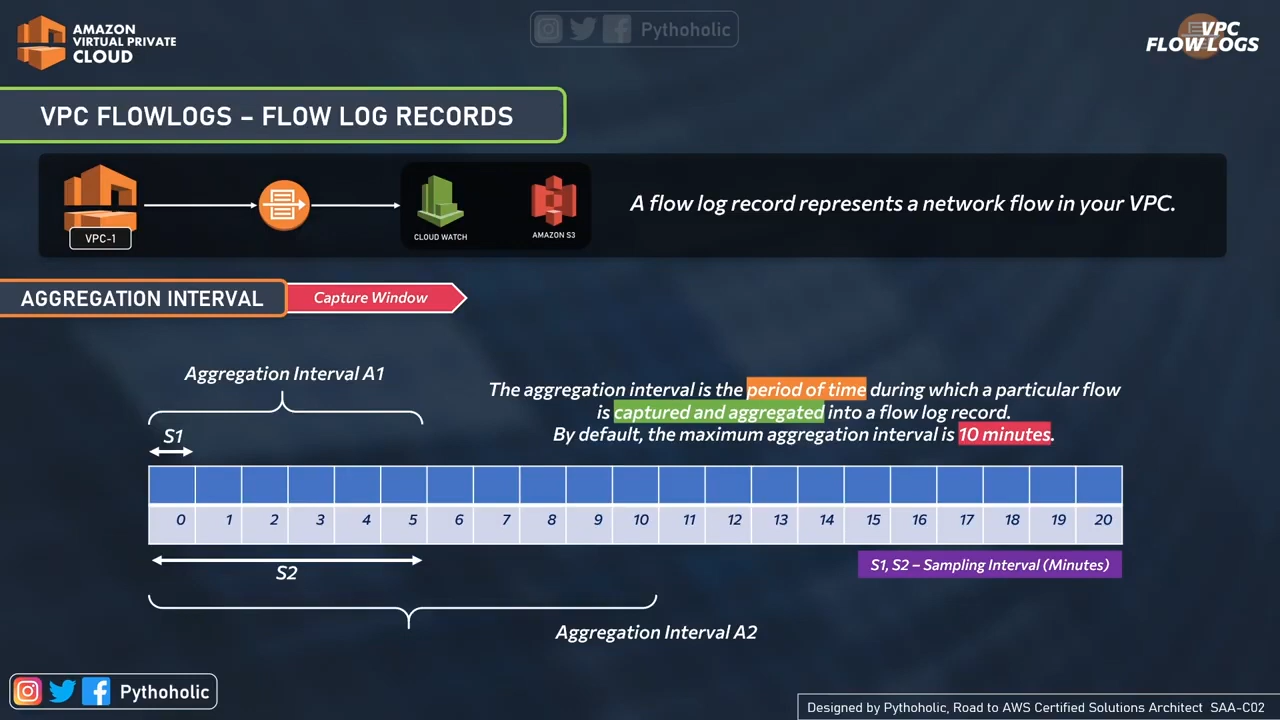 AMAZON
VIRTUAL PRIVATE
CLOUD
Pythoholic
VPC
FLOW LOGS
VPC FLOWLOGS – FLOW LOG RECORDS
VPC-1
CLOUD WATCH
AMAZON S3
A flow log record represents a network flow in your VPC.
AGGREGATION INTERVAL
Capture Window
Aggregation Interval A1
The aggregation interval is the period of time during which a particular flow
is captured and aggregated into a flow log record.
By default, the maximum aggregation interval is 10 minutes.
S1
0 1 2 3 4 5 6 7 8 9 10 11 12 13 14 15 16 17 18 19 20
S2
S1, S2 – Sampling Interval (Minutes)
Aggregation Interval A2
Pythoholic
Designed by Pythoholic, Road to AWS Certified Solutions Architect SAA-C02